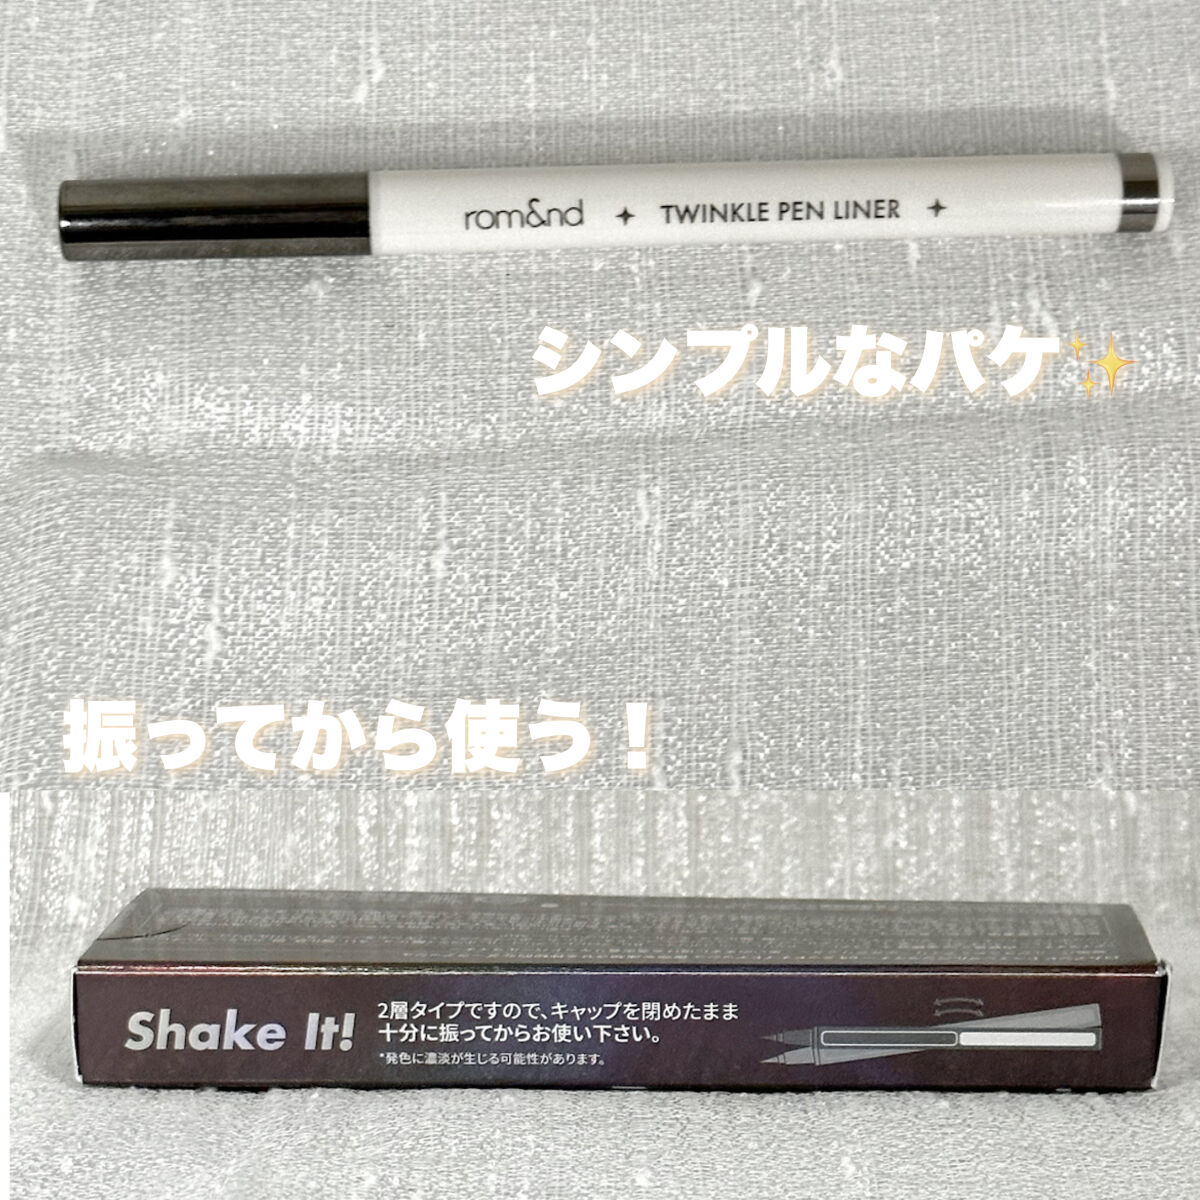 rom&nd ✦ TWINKLE PEN LINER ✦
シンプルなパケ✨
振ってから使う!
Shake It!
2層タイプですので、キャップを閉めたまま
十分に振ってからお使い下さい。
*発色に濃淡が生じる可能性があります。